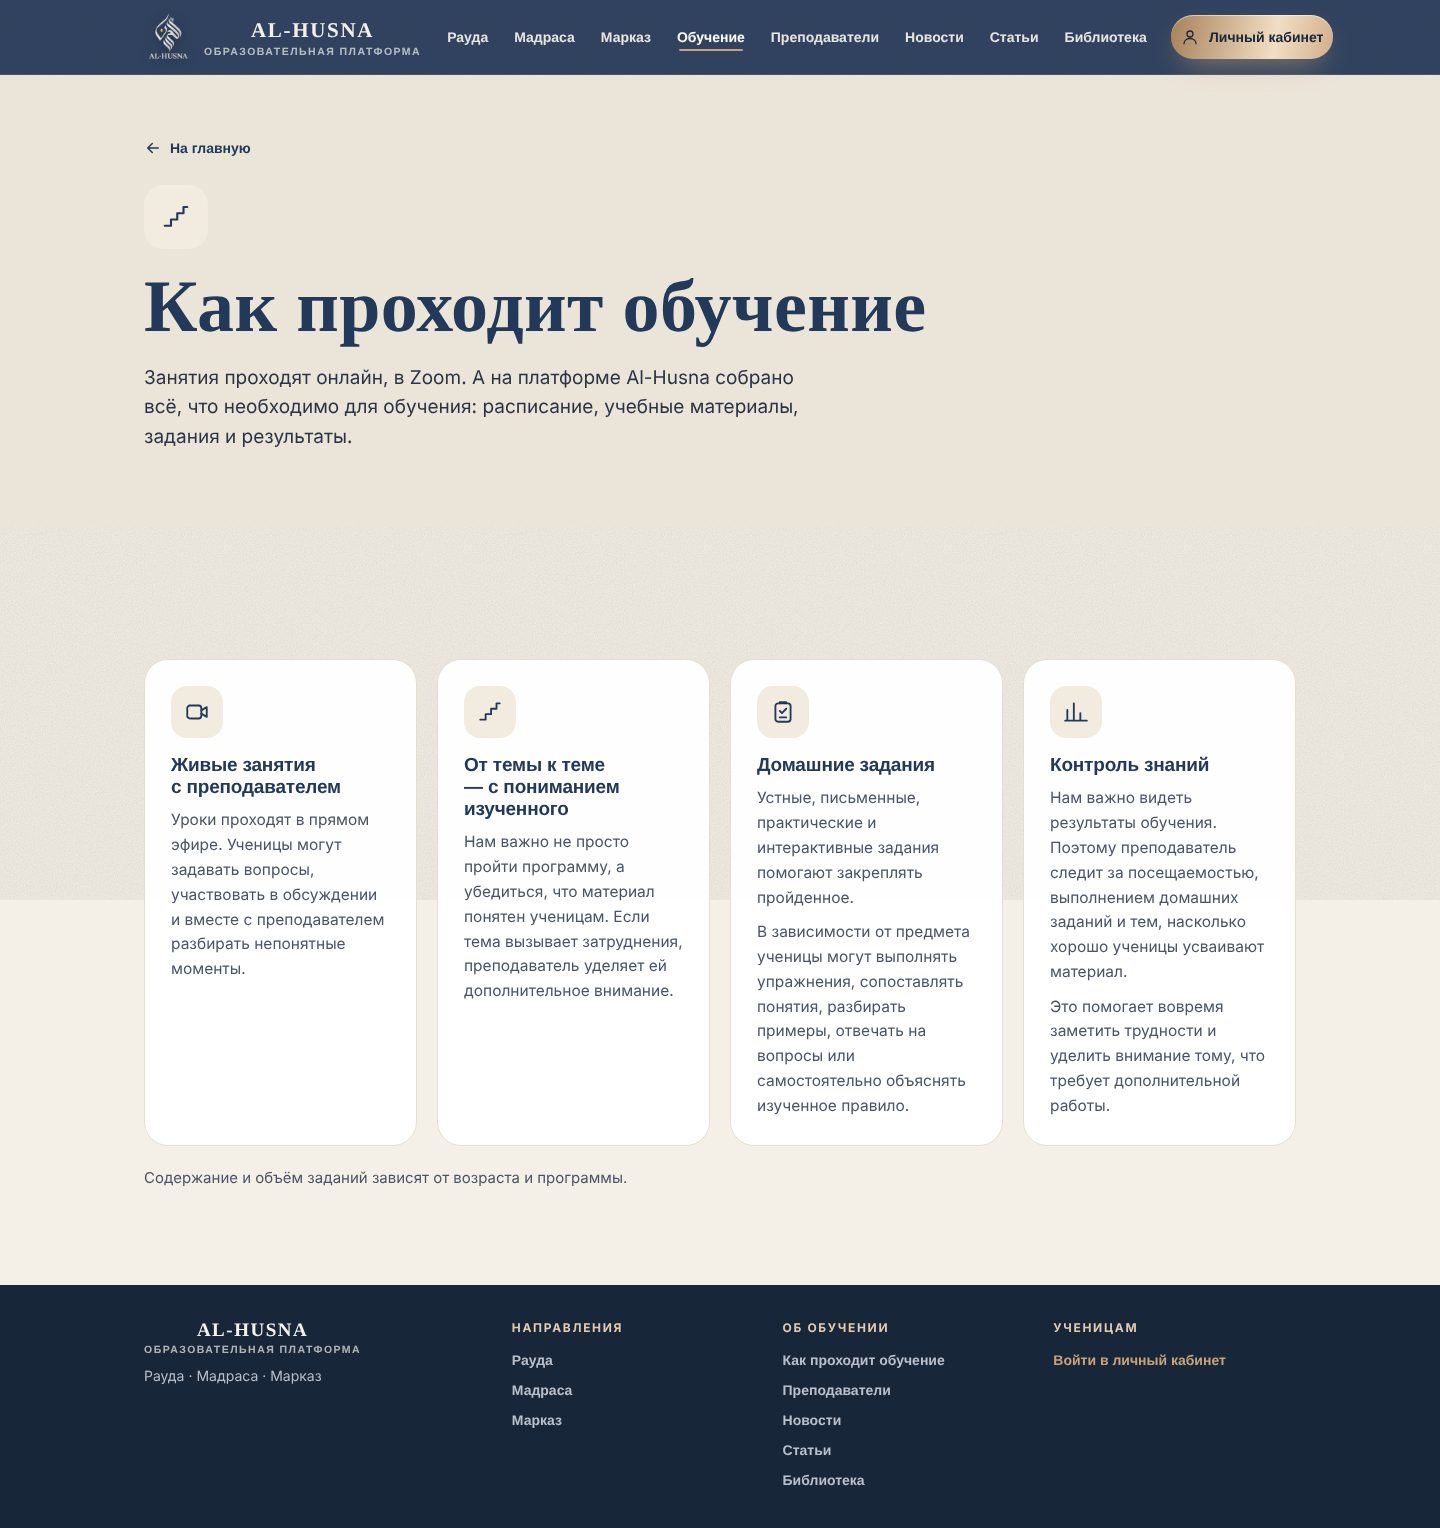 AL-HUSNA
AL-HUSNA
ОБРАЗОВАТЕЛЬНАЯ ПЛАТФОРМА
Рауда
Мадраса
Марказ
Обучение
Преподаватели
Новости
Статьи
Библиотека
Личный кабинет
← На главную
Как проходит обучение
Занятия проходят онлайн, в Zoom. А на платформе Al-Husna собрано
всё, что необходимо для обучения: расписание, учебные материалы,
задания и результаты.
Живые занятия
с преподавателем
Уроки проходят в прямом
эфире. Ученицы могут
задавать вопросы,
участвовать в обсуждении
и вместе с преподавателем
разбирать непонятные
моменты.
От темы к теме
— с пониманием
изученного
Нам важно не просто
пройти программу, а
убедиться, что материал
понятен ученицам. Если
тема вызывает затруднения,
преподаватель уделяет ей
дополнительное внимание.
Домашние задания
Устные, письменные,
практические и
интерактивные задания
помогают закреплять
пройденное.
В зависимости от предмета
ученицы могут выполнять
упражнения, сопоставлять
понятия, разбирать
примеры, отвечать на
вопросы или
самостоятельно объяснять
изученное правило.
Контроль знаний
Нам важно видеть
результаты обучения.
Поэтому преподаватель
следит за посещаемостью,
выполнением домашних
заданий и тем, насколько
хорошо ученицы усваивают
материал.
Это помогает вовремя
заметить трудности и
уделить внимание тому, что
требует дополнительной
работы.
Содержание и объём заданий зависят от возраста и программы.
AL-HUSNA
ОБРАЗОВАТЕЛЬНАЯ ПЛАТФОРМА
Рауда · Мадраса · Марказ
НАПРАВЛЕНИЯ
Рауда
Мадраса
Марказ
ОБ ОБУЧЕНИИ
Как проходит обучение
Преподаватели
Новости
Статьи
Библиотека
УЧЕНИЦАМ
Войти в личный кабинет